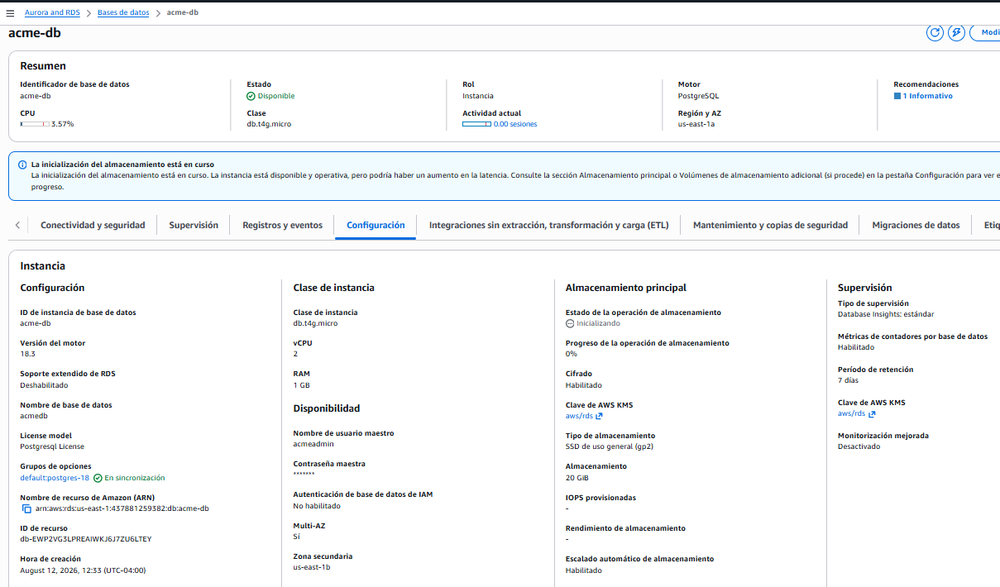 Aurora and RDS > Bases de datos > acme-db
acme-db
Modi
Resumen
Identificador de base de datos
acme-db
CPU
3.57%
Estado
Disponible
Clase
db.t4g.micro
Rol
Instancia
Actividad actual
0.00 sesiones
Motor
PostgreSQL
Región y AZ
us-east-1a
Recomendaciones
1 Informativo
La inicialización del almacenamiento está en curso
La inicialización del almacenamiento está en curso. La instancia está disponible y operativa, pero podría haber un aumento en la latencia. Consulte la sección Almacenamiento principal o Volúmenes de almacenamiento adicional (si procede) en la pestaña Configuración para ver e
progreso.
Conectividad y seguridad
Supervisión
Registros y eventos
Configuración
Integraciones sin extracción, transformación y carga (ETL)
Mantenimiento y copias de seguridad
Migraciones de datos
Etiq
Instancia
Configuración
ID de instancia de base de datos
acme-db
Versión del motor
18.3
Soporte extendido de RDS
Deshabilitado
Nombre de base de datos
acmedb
License model
Postgresql License
Grupos de opciones
default:postgres-18 En sincronización
Nombre de recurso de Amazon (ARN)
arn:aws:rds:us-east-1:437881259382:db:acme-db
ID de recurso
db-EWP2VG3LPREAIWKJ6J7ZU6LTEY
Hora de creación
August 12, 2026, 12:33 (UTC-04:00)
Clase de instancia
Clase de instancia
db.t4g.micro
vCPU
2
RAM
1 GB
Disponibilidad
Nombre de usuario maestro
acmeadmin
Contraseña maestra
*******
Autenticación de base de datos de IAM
No habilitado
Multi-AZ
Sí
Zona secundaria
us-east-1b
Almacenamiento principal
Estado de la operación de almacenamiento
Inicializando
Progreso de la operación de almacenamiento
0%
Cifrado
Habilitado
Clave de AWS KMS
aws/rds
Tipo de almacenamiento
SSD de uso general (gp2)
Almacenamiento
20 GiB
IOPS provisionadas
-
Rendimiento de almacenamiento
-
Escalado automático de almacenamiento
Habilitado
Supervisión
Tipo de supervisión
Database Insights: estándar
Métricas de contadores por base de datos
Habilitado
Período de retención
7 días
Clave de AWS KMS
aws/rds
Monitorización mejorada
Desactivado